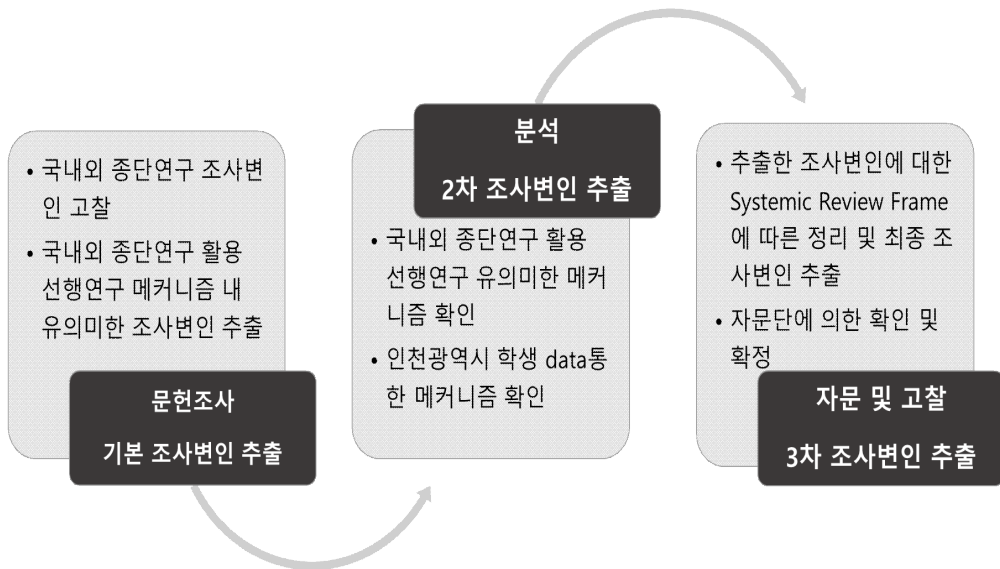 • 국내외 종단연구 조사변
인 고찰
• 국내외 종단연구 활용
선행연구 메커니즘 내
유의미한 조사변인 추출
문헌조사
기본 조사변인 추출
분석
2차 조사변인 추출
• 국내외 종단연구 활용
선행연구 유의미한 메커
니즘 확인
• 인천광역시 학생 data통
한 메커니즘 확인
• 추출한 조사변인에 대한
Systemic Review Frame
에 따른 정리 및 최종 조
사변인 추출
• 자문단에 의한 확인 및
확정
자문 및 고찰
3차 조사변인 추출